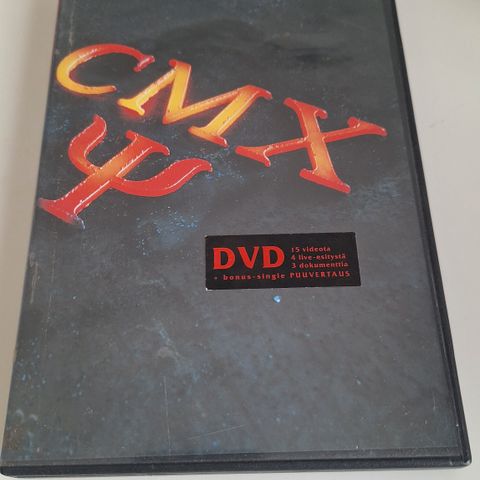 CMX
Ψ
DVD
15 videota
4 live-esitystä
3 dokumenttia
+ bonus-single PUUVERTAUS